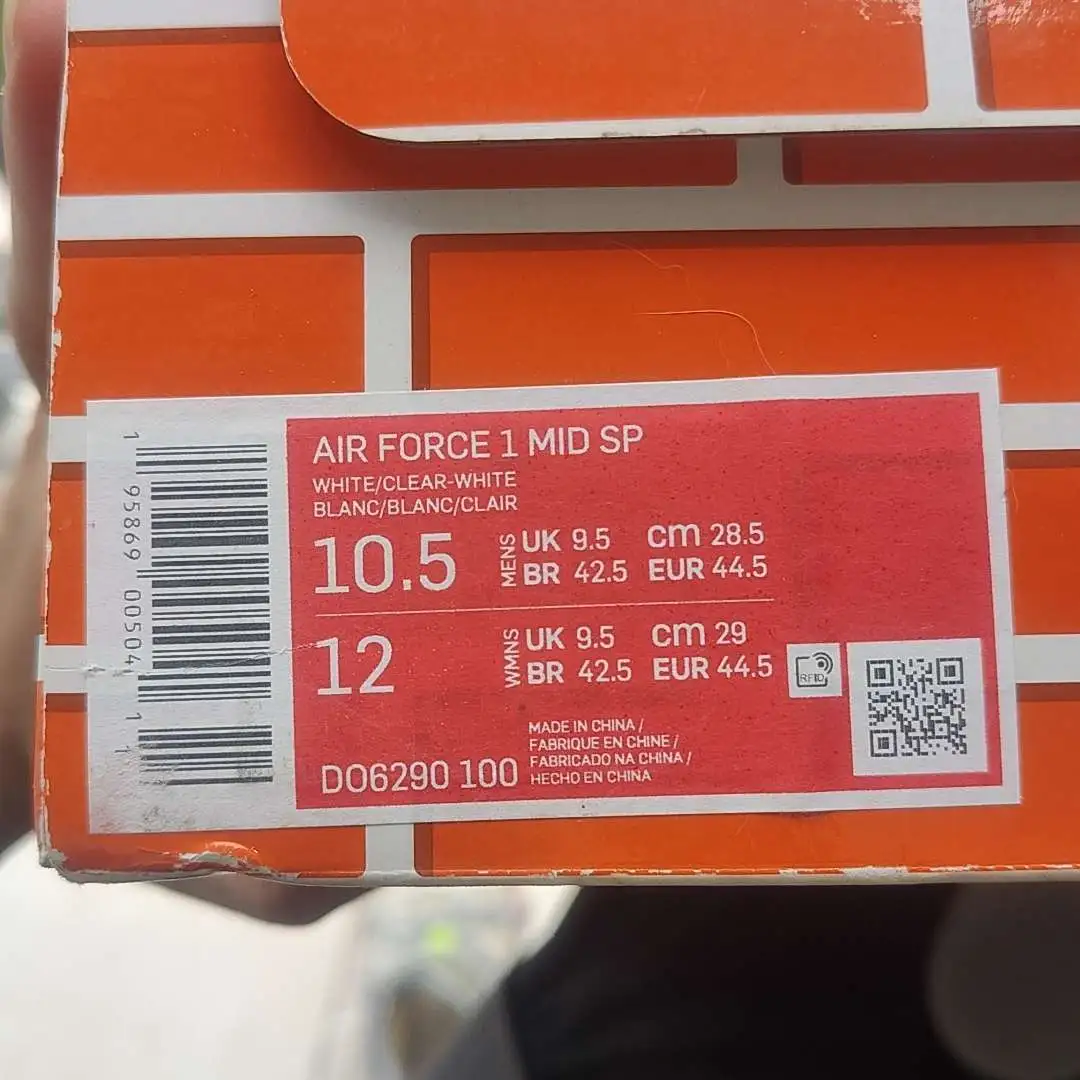 1 95869 00504 1 1
AIR FORCE 1 MID SP
WHITE/CLEAR-WHITE
BLANC/BLANC/CLAIR
10.5 MENS UK 9.5 cm 28.5
BR 42.5 EUR 44.5
12 WMNS UK 9.5 cm 29
BR 42.5 EUR 44.5
RFID
MADE IN CHINA /
FABRIQUE EN CHINE /
FABRICADO NA CHINA /
HECHO EN CHINA
DO6290 100